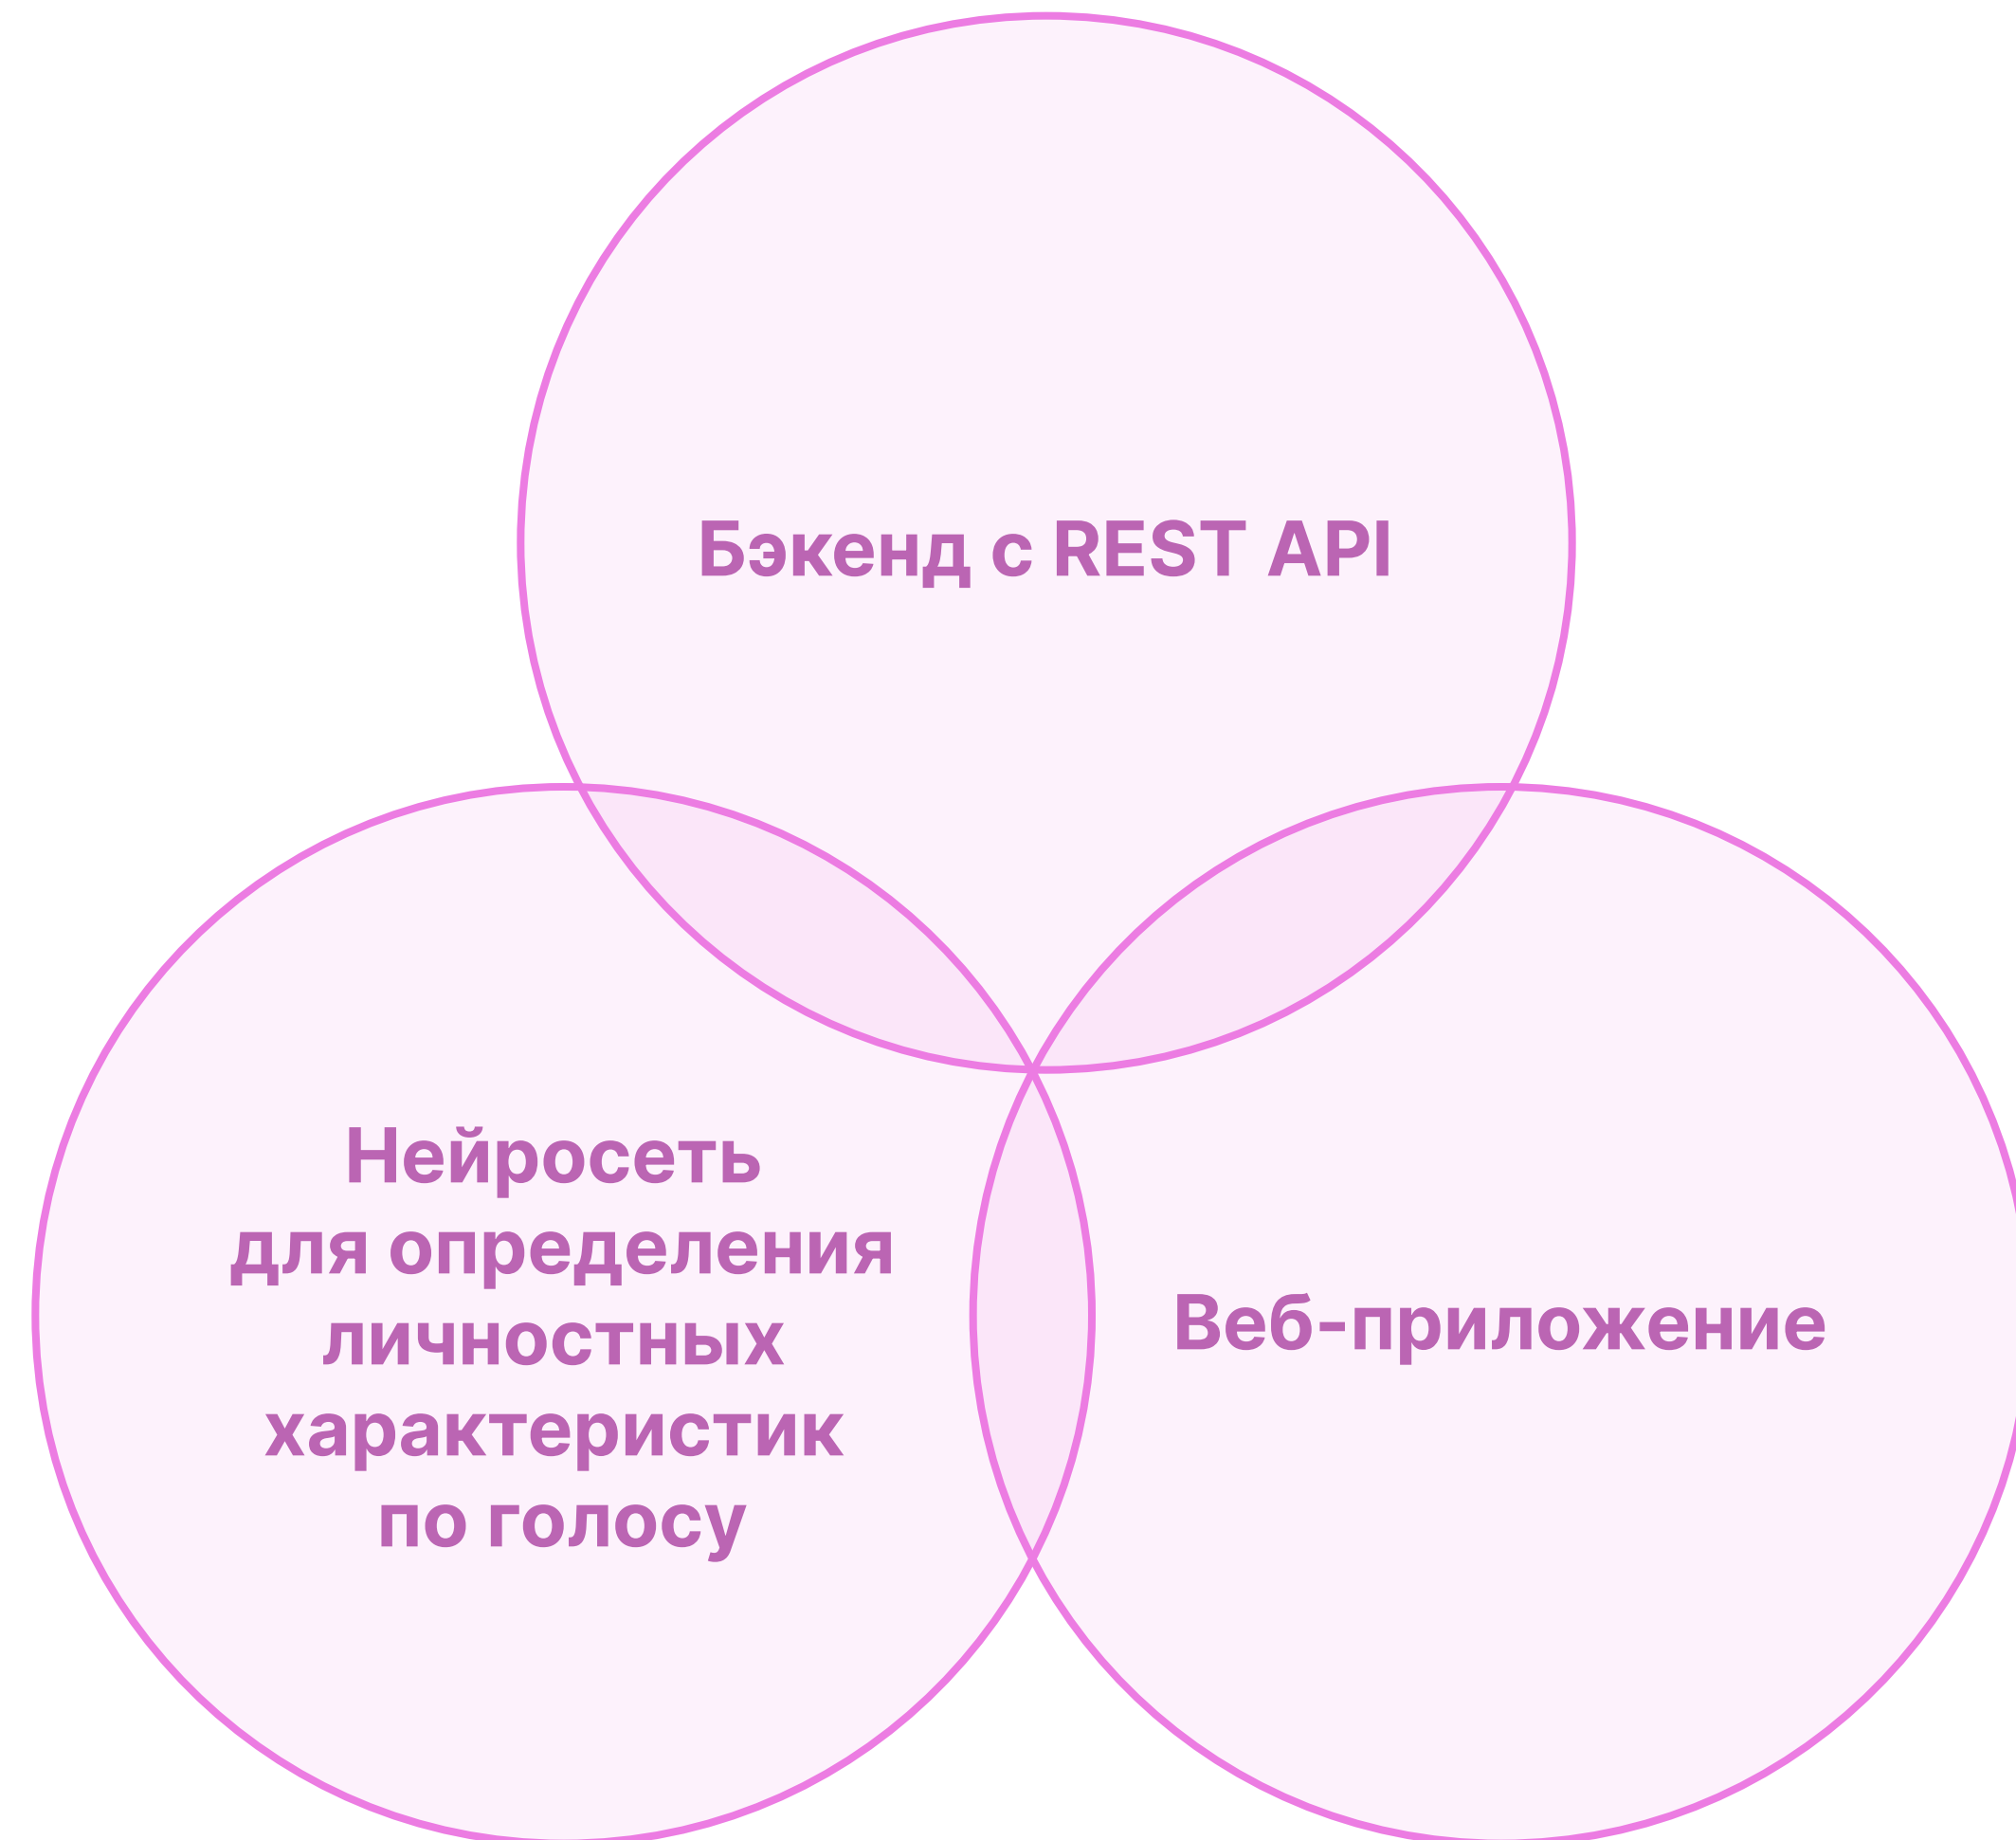 Бэкенд с REST API
Нейросеть
для определения
личностных
характеристик
по голосу
Веб-приложение